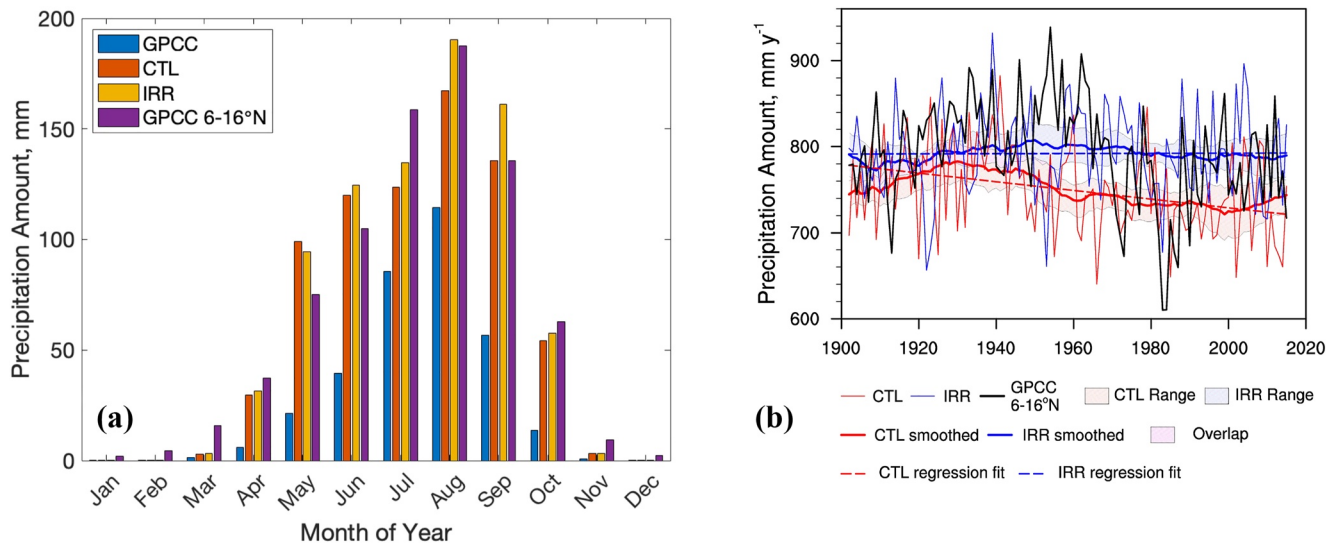 200
150
100
50
0
Precipitation Amount, mm
GPCC
CTL
IRR
GPCC 6-16°N
(a)
Jan
Feb
Mar
Apr
May
Jun
Jul
Aug
Sep
Oct
Nov
Dec
Month of Year
900
800
700
600
Precipitation Amount, mm y-1
1900
1920
1940
1960
1980
2000
2020
(b)
CTL
IRR
GPCC
6-16°N
CTL Range
IRR Range
CTL smoothed
IRR smoothed
Overlap
CTL regression fit
IRR regression fit